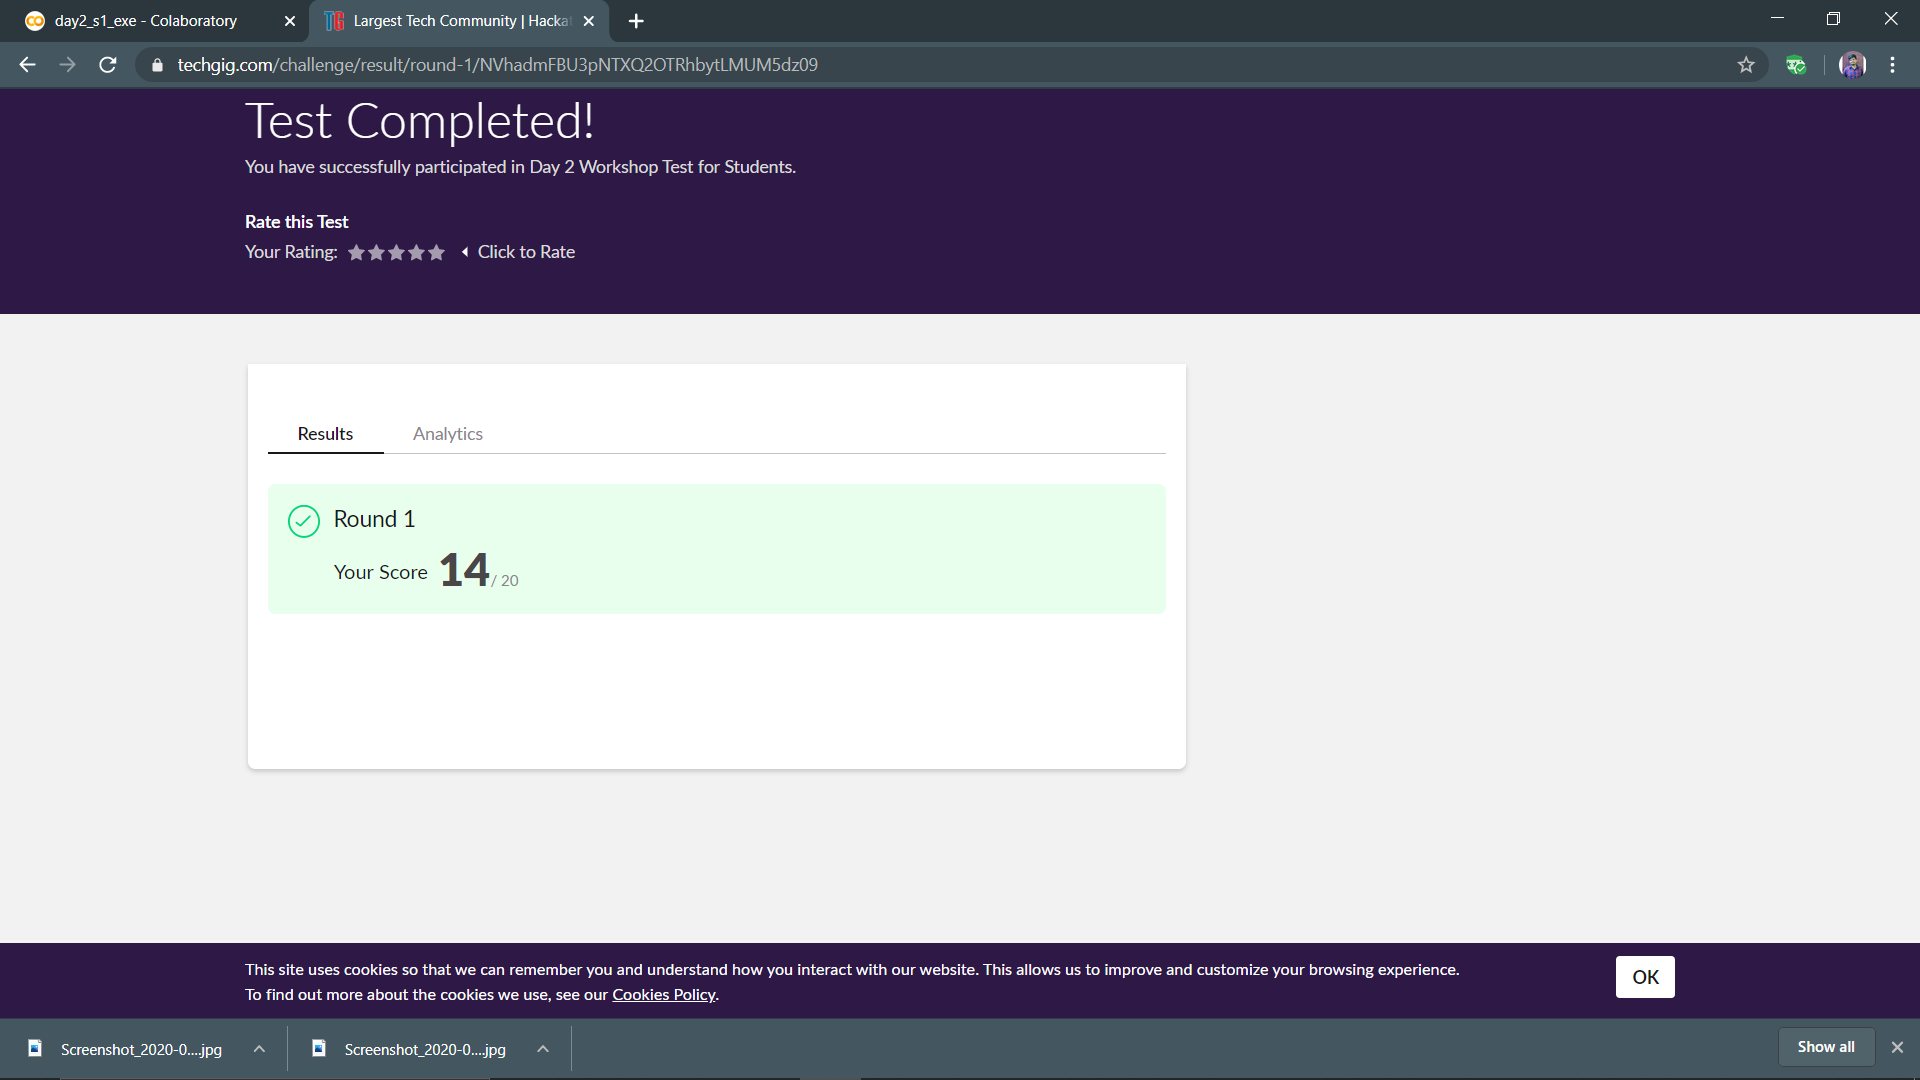 day2_s1_exe - Colaboratory
TG Largest Tech Community | Hacka
techgig.com/challenge/result/round-1/NVhadmFBU3pNTXQ2OTRhbytLMUM5dz09
Test Completed!
You have successfully participated in Day 2 Workshop Test for Students.
Rate this Test
Your Rating: Click to Rate
Results Analytics
Round 1
Your Score 14 / 20
This site uses cookies so that we can remember you and understand how you interact with our website. This allows us to improve and customize your browsing experience.
To find out more about the cookies we use, see our Cookies Policy.
OK
Screenshot_2020-0....jpg
Screenshot_2020-0....jpg
Show all